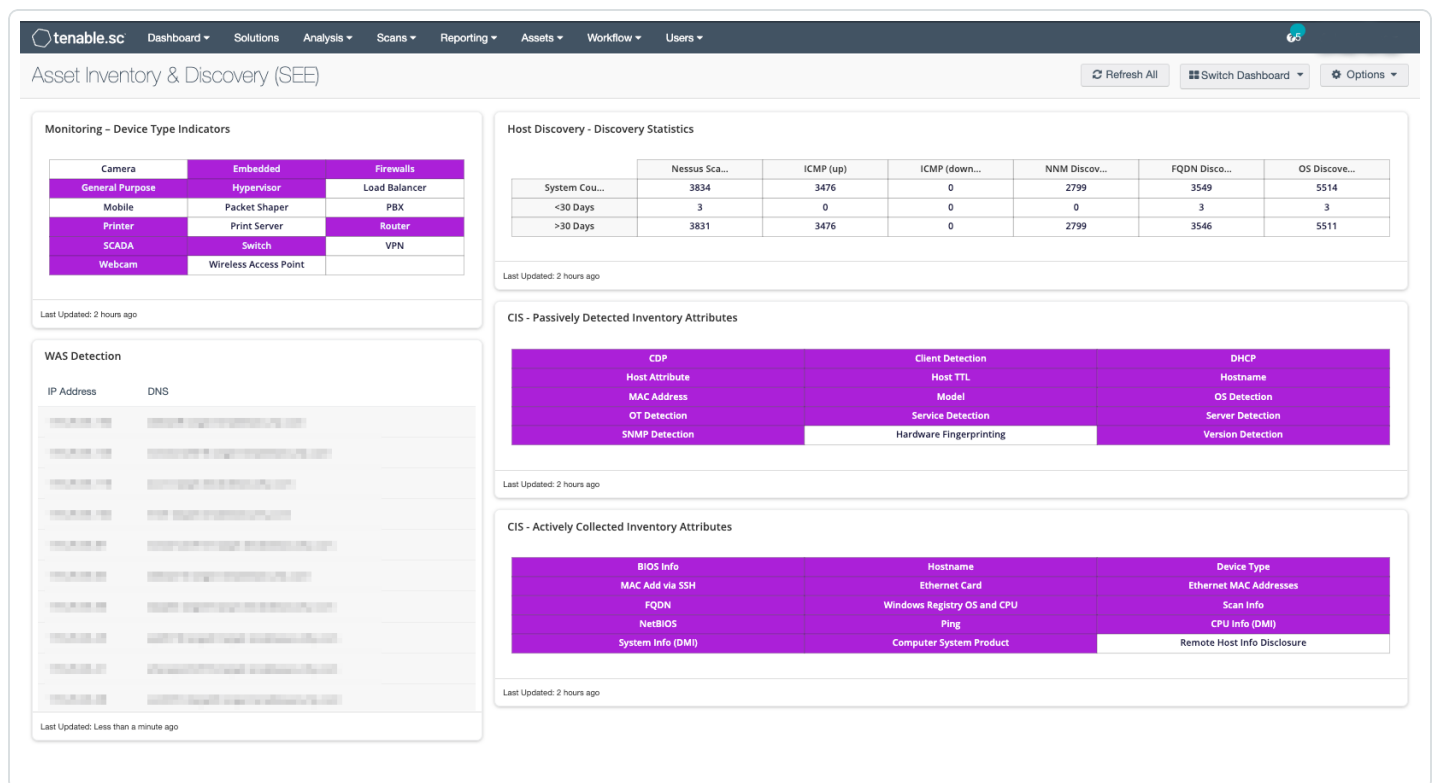 tenable.sc Dashboard Solutions Analysis Scans Reporting Assets Workflow Users
Asset Inventory & Discovery (SEE)
Refresh All Switch Dashboard Options
Monitoring – Device Type Indicators
Camera Embedded Firewalls
General Purpose Hypervisor Load Balancer
Mobile Packet Shaper PBX
Printer Print Server Router
SCADA Switch VPN
Webcam Wireless Access Point
Last Updated: 2 hours ago
WAS Detection
IP Address DNS
Last Updated: Less than a minute ago
Host Discovery - Discovery Statistics
Nessus Sca... ICMP (up) ICMP (down... NNM Discov... FQDN Disco... OS Discove...
System Cou... 3834 3476 0 2799 3549 5514
<30 Days 3 0 0 0 3 3
>30 Days 3831 3476 0 2799 3546 5511
Last Updated: 2 hours ago
CIS - Passively Detected Inventory Attributes
CDP Client Detection DHCP
Host Attribute Host TTL Hostname
MAC Address Model OS Detection
OT Detection Service Detection Server Detection
SNMP Detection Hardware Fingerprinting Version Detection
Last Updated: 2 hours ago
CIS - Actively Collected Inventory Attributes
BIOS Info Hostname Device Type
MAC Add via SSH Ethernet Card Ethernet MAC Addresses
FQDN Windows Registry OS and CPU Scan Info
NetBIOS Ping CPU Info (DMI)
System Info (DMI) Computer System Product Remote Host Info Disclosure
Last Updated: 2 hours ago